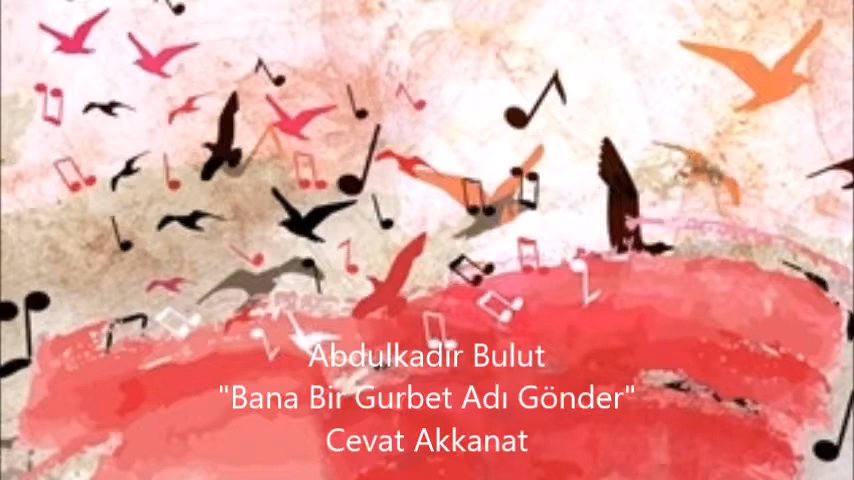 Abdulkadir Bulut
"Bana Bir Gurbet Adı Gönder"
Cevat Akkanat